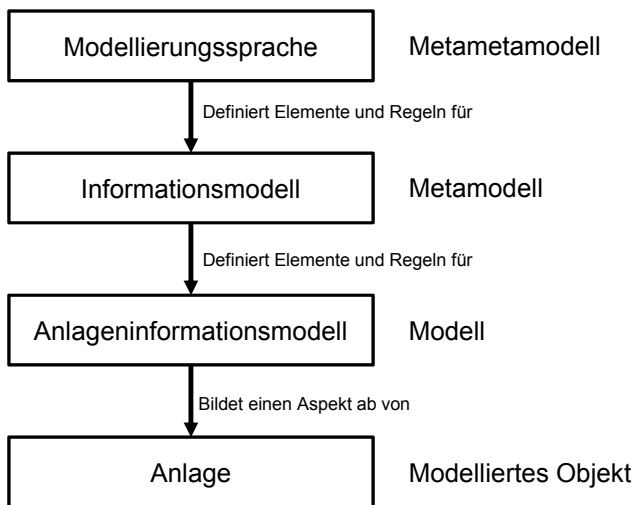 Modellierungssprache Metametamodell
Definiert Elemente und Regeln für
Informationsmodell Metamodell
Definiert Elemente und Regeln für
Anlageninformationsmodell Modell
Bildet einen Aspekt ab von
Anlage Modelliertes Objekt